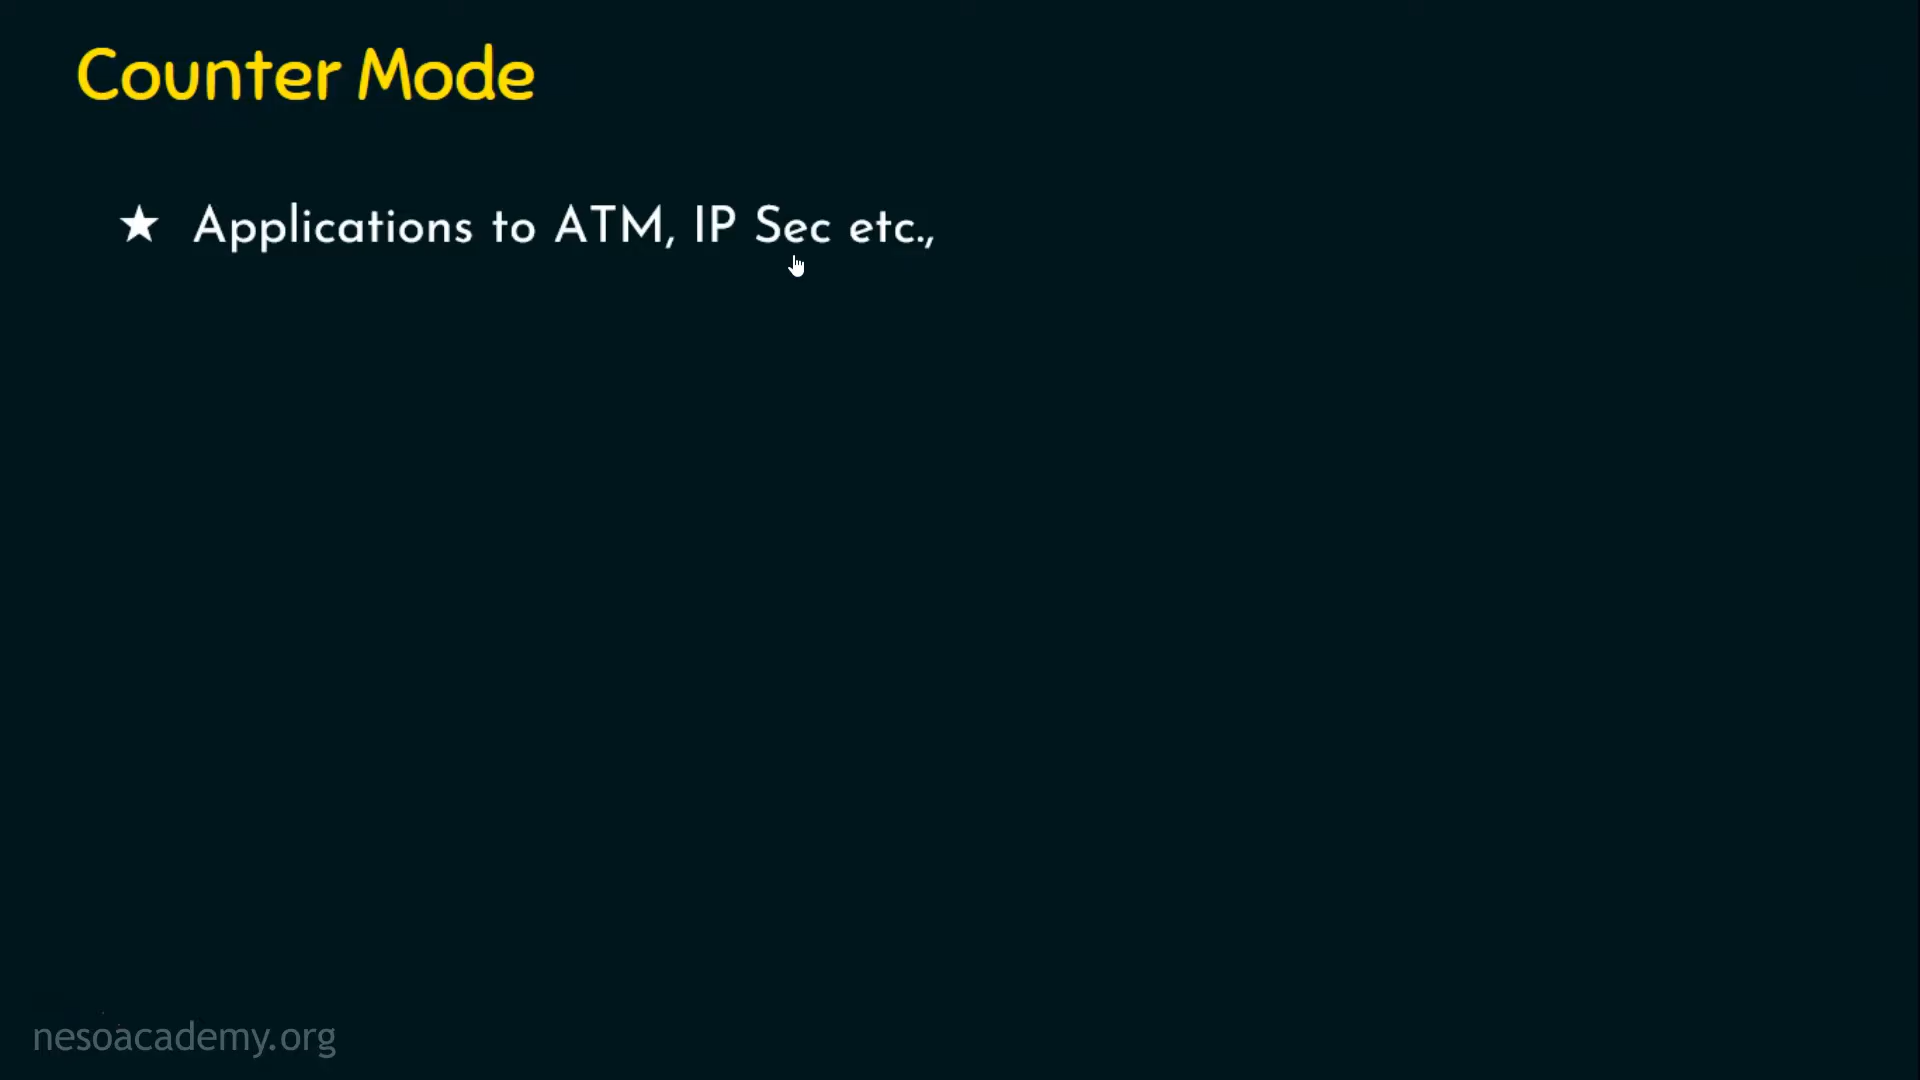 Counter Mode
★ Applications to ATM, IP Sec etc.,
nesoacademy.org